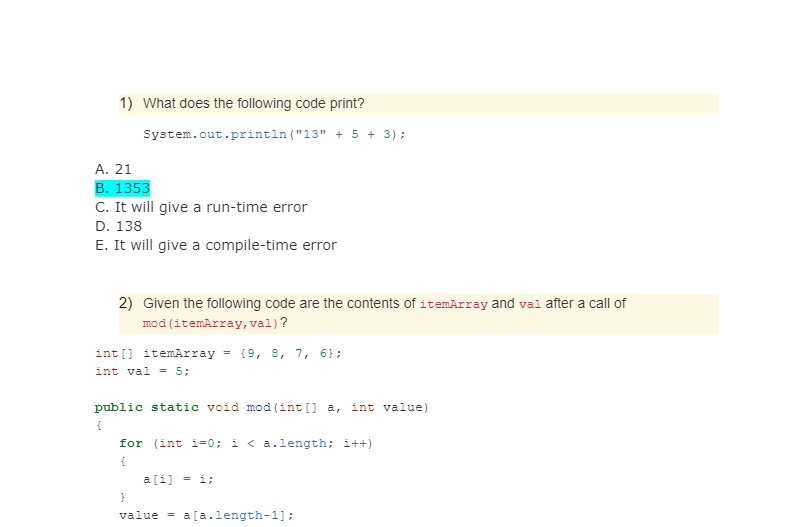 1) What does the following code print?
System.out.println("13" + 5 + 3);
A. 21
B. 1353
C. It will give a run-time error
D. 138
E. It will give a compile-time error
2) Given the following code are the contents of itemArray and val after a call of
mod(itemArray,val)?
int[] itemArray = {9, 8, 7, 6};
int val = 5;
public static void mod(int[] a, int value)
{
for (int i=0; i < a.length; i++)
{
a[i] = i;
}
value = a[a.length-1];